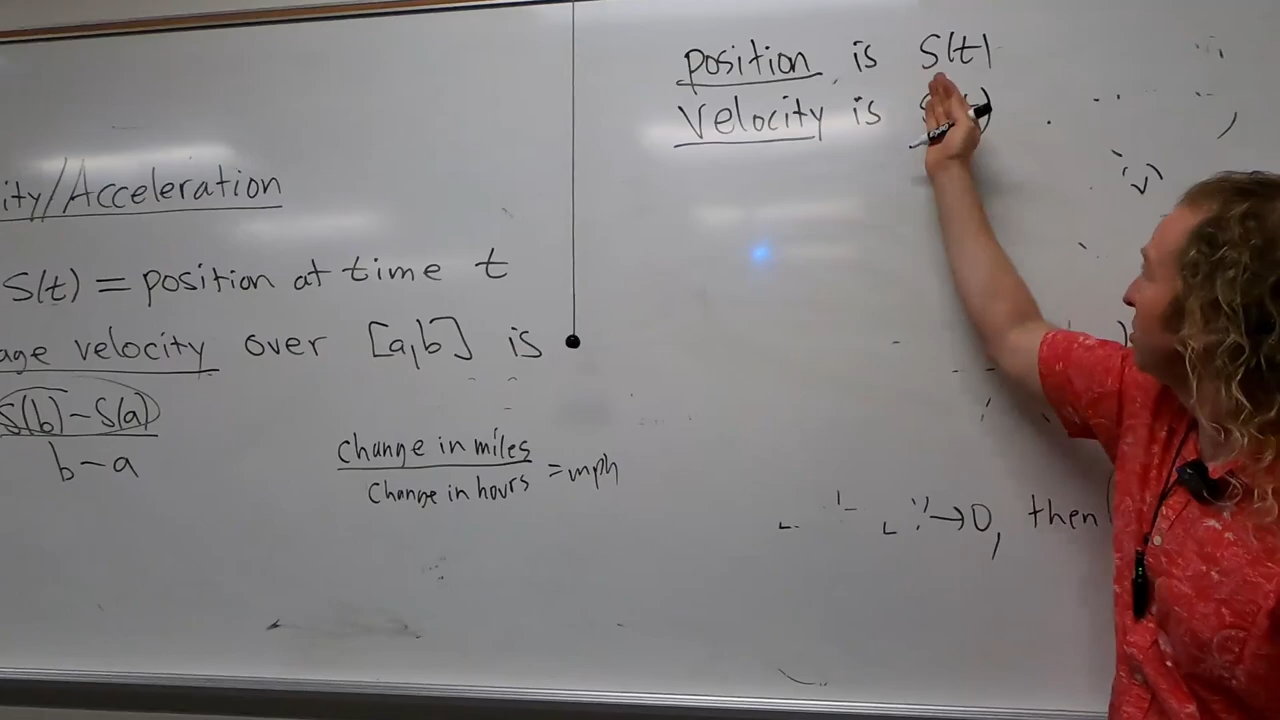 ity/Acceleration
S(t) = position at time t
age velocity over [a,b] is
S(b) - S(a)
b - a
change in miles
change in hours
= mph
position is S(t)
velocity is
→0, then